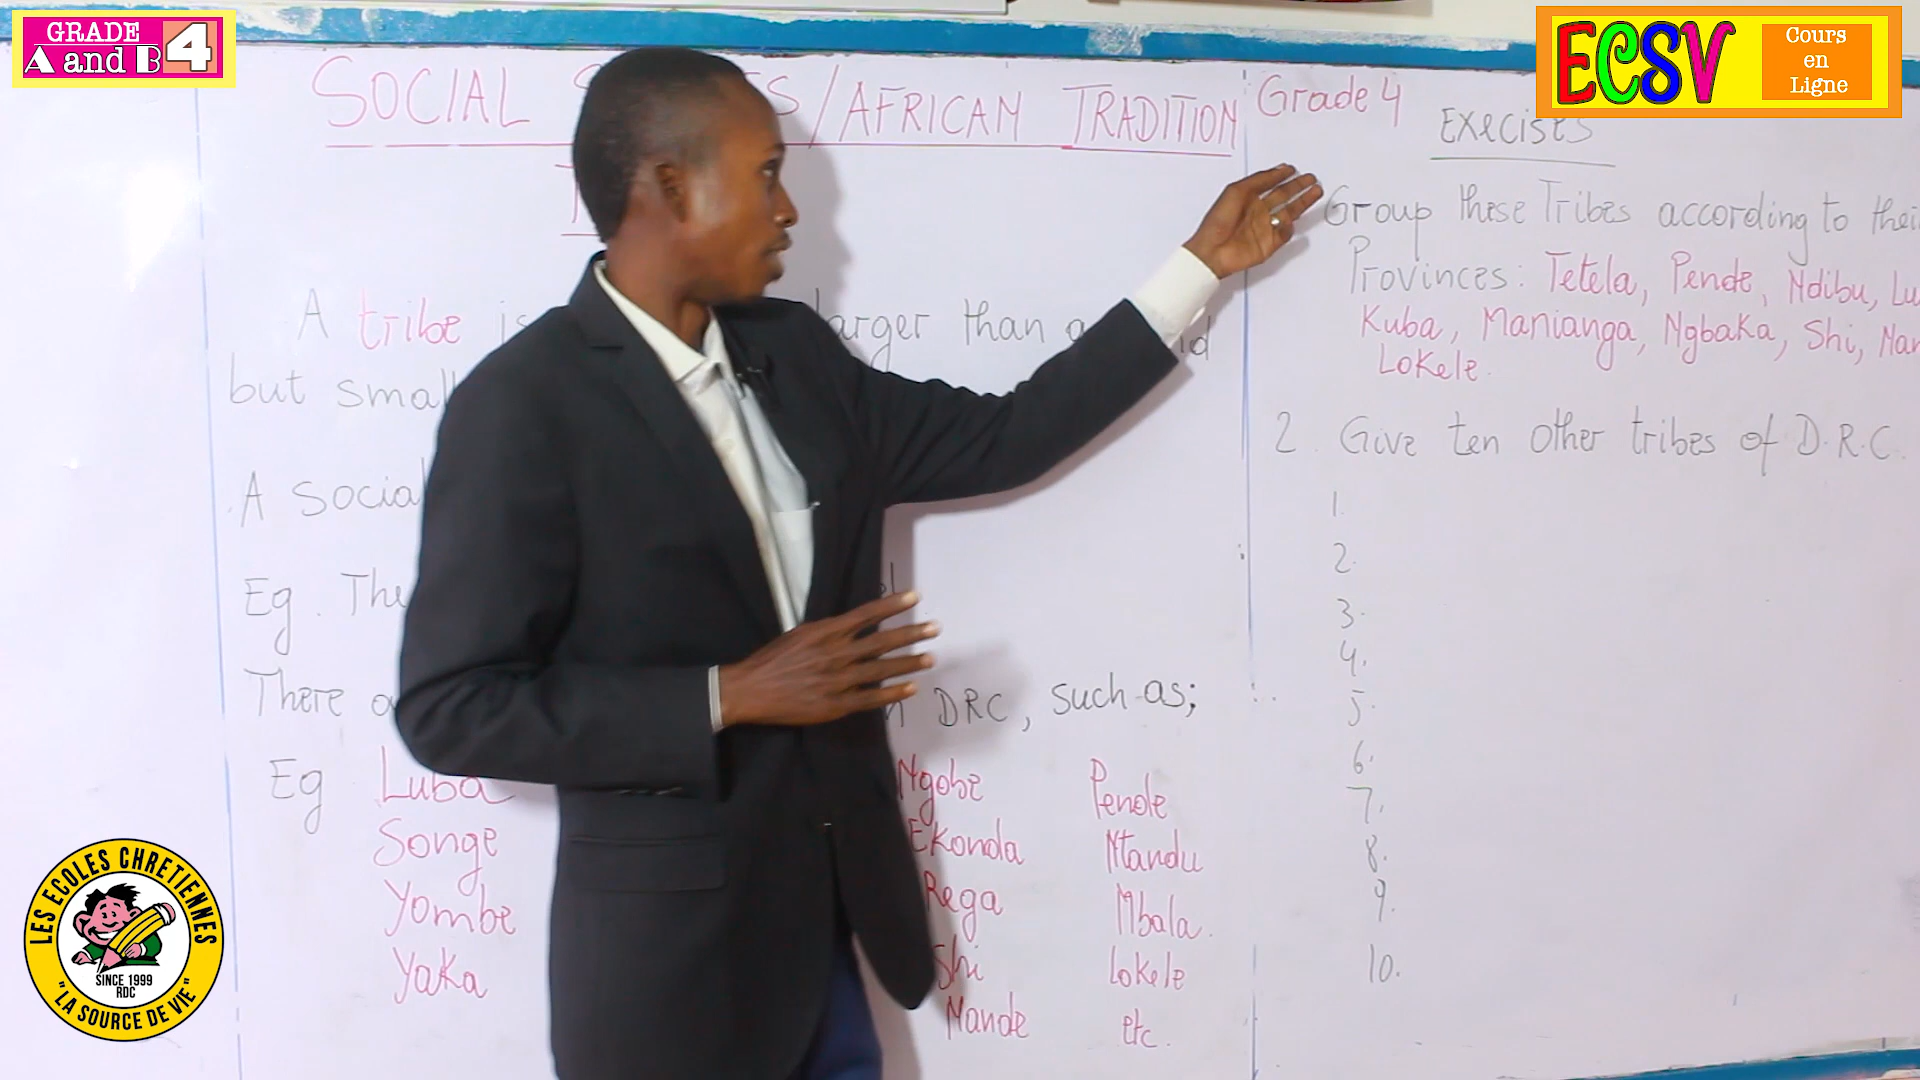 GRADE
A and B 4
ECSV
Cours
en
Ligne
SOCIAL S / AFRICAN TRADITION
A tribe is larger than a
but smal
A Social
Eg. The
There DRC, such as;
Eg Luba Ngobe Pende
Songe Ekonda Ntandu
Yombe Rega Mbala.
Yaka Shi Lokele
Nande etc.
Grade 4
Execises
Group these Tribes according to thei
Provinces: Tetela, Pende, Ndibu, Lu
Kuba, Manianga, Ngbaka, Shi, Nan
Lokele.
2. Give ten other tribes of D.R.C.
1.
2.
3.
4.
5.
6.
7.
8.
9.
10.
LES ECOLES CHRETIENNES
SINCE 1999
RDC
"LA SOURCE DE VIE"